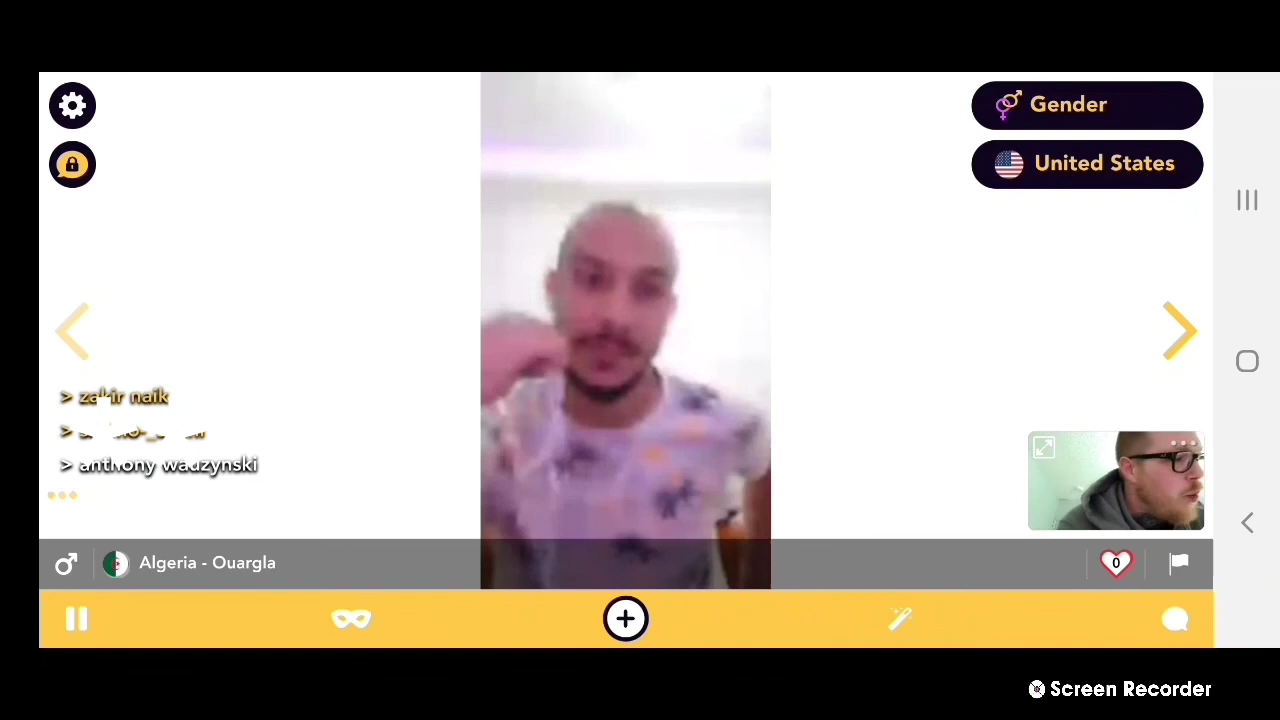 Gender
United States
> zakir naik
>
> anthony wadzynski
Algeria - Ouargla
0
Screen Recorder